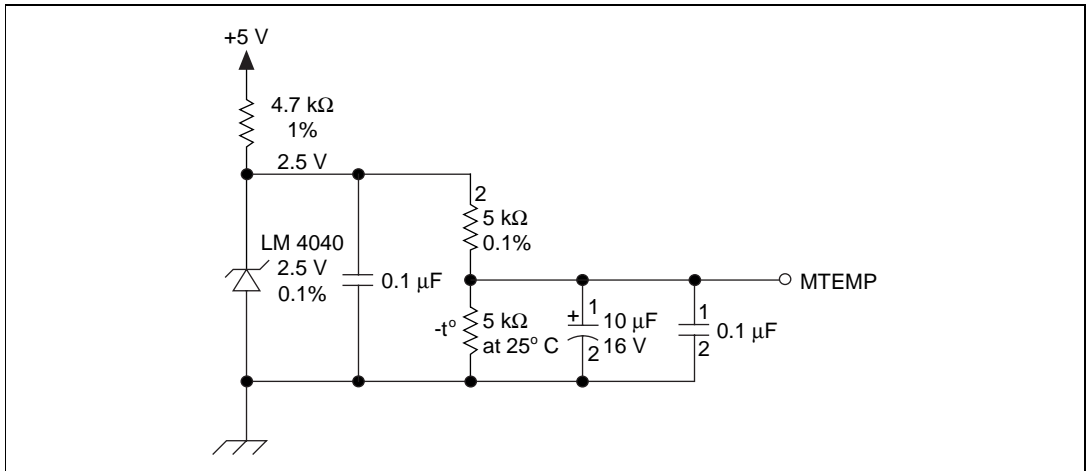 +5 V
4.7 kΩ
1%
2.5 V
2
5 kΩ
0.1%
LM 4040
2.5 V
0.1%
0.1 µF
MTEMP
-t°
5 kΩ
at 25° C
+
1
10 µF
16 V
2
1
0.1 µF
2